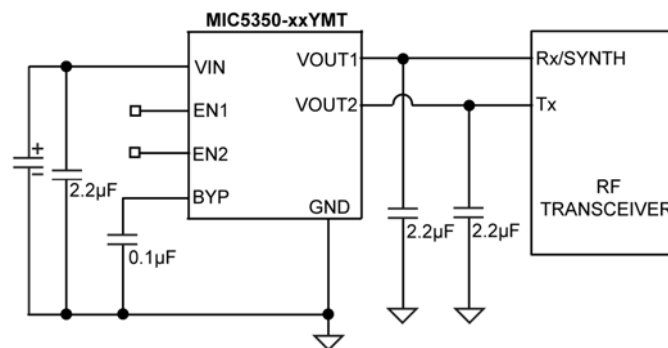 MIC5350-xxYMT
VIN
VOUT1
Rx/SYNTH
EN1
VOUT2
Tx
EN2
+
−
2.2µF
BYP
GND
RF
TRANSCEIVER
0.1µF
2.2µF
2.2µF